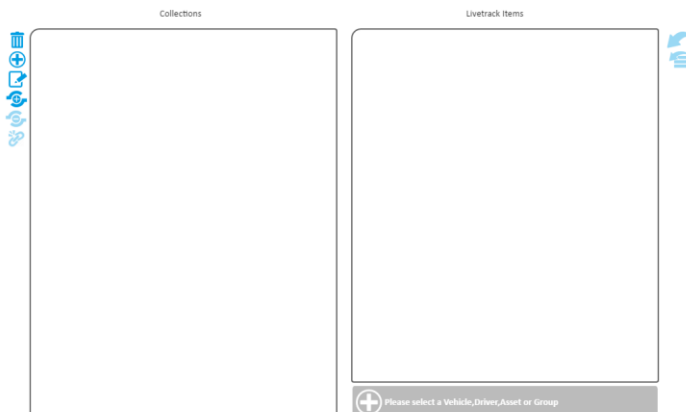 Collections
Livetrack Items
Please select a Vehicle,Driver,Asset or Group